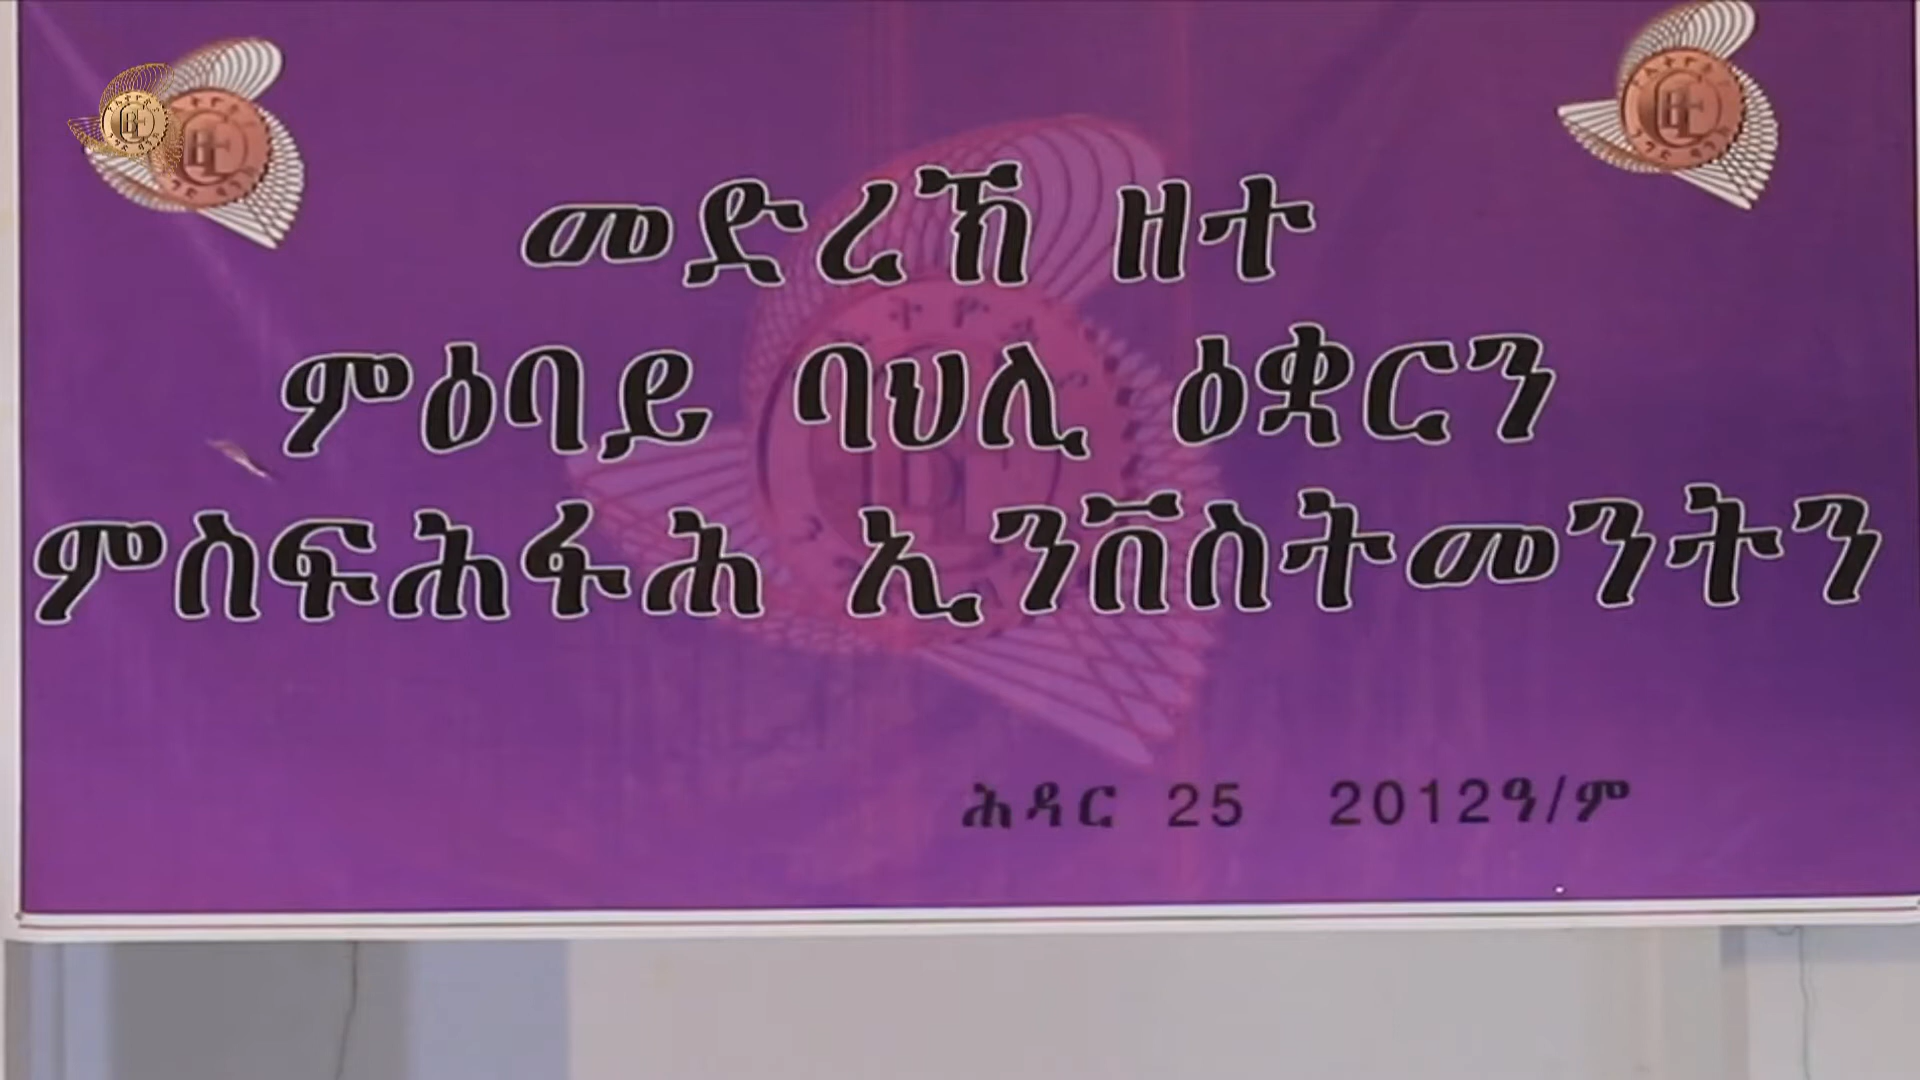 መድረኽ ዘተ
ምዕባይ ባህሊ ዕቋርን
ምስፍሕፋሕ ኢንቨስትመንትን
ሕዳር 25 2012ዓ/ም